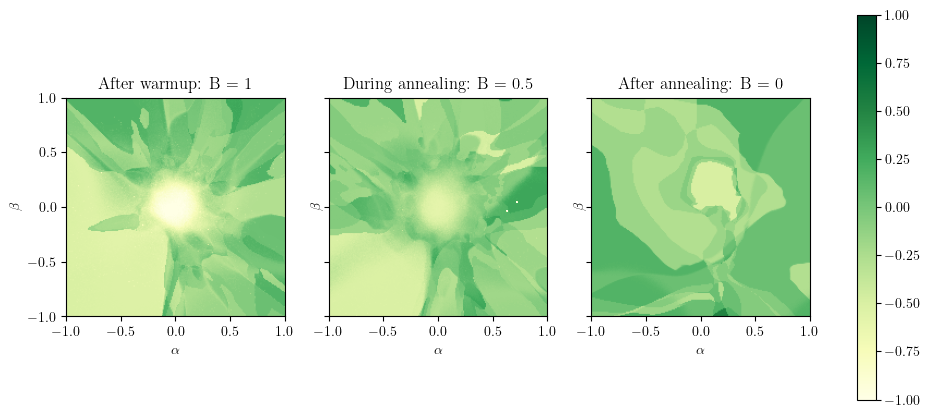 After warmup: B = 1
During annealing: B = 0.5
After annealing: B = 0
1.0
0.5
0.0
−0.5
−1.0
β
−1.0 −0.5 0.0 0.5 1.0
α
β
−1.0 −0.5 0.0 0.5 1.0
α
β
−1.0 −0.5 0.0 0.5 1.0
α
1.00
0.75
0.50
0.25
0.00
−0.25
−0.50
−0.75
−1.00